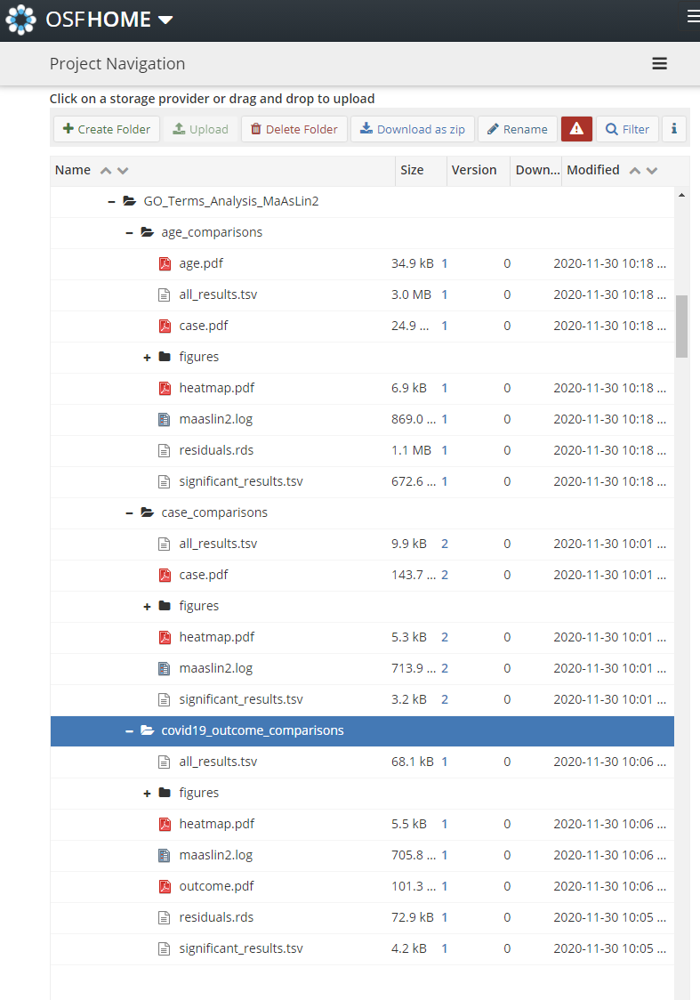 OSFHOME
Project Navigation
Click on a storage provider or drag and drop to upload
Create Folder Upload Delete Folder Download as zip Rename Filter i
Name Size Version Down... Modified
GO_Terms_Analysis_MaAsLin2
age_comparisons
age.pdf 34.9 kB 1 0 2020-11-30 10:18 ...
all_results.tsv 3.0 MB 1 0 2020-11-30 10:18 ...
case.pdf 24.9 ... 1 0 2020-11-30 10:18 ...
figures
heatmap.pdf 6.9 kB 1 0 2020-11-30 10:18 ...
maaslin2.log 869.0 ... 1 0 2020-11-30 10:18 ...
residuals.rds 1.1 MB 1 0 2020-11-30 10:18 ...
significant_results.tsv 672.6 ... 1 0 2020-11-30 10:18 ...
case_comparisons
all_results.tsv 9.9 kB 2 0 2020-11-30 10:01 ...
case.pdf 143.7 ... 2 0 2020-11-30 10:01 ...
figures
heatmap.pdf 5.3 kB 2 0 2020-11-30 10:01 ...
maaslin2.log 713.9 ... 2 0 2020-11-30 10:01 ...
significant_results.tsv 3.2 kB 2 0 2020-11-30 10:01 ...
covid19_outcome_comparisons
all_results.tsv 68.1 kB 1 0 2020-11-30 10:06 ...
figures
heatmap.pdf 5.5 kB 1 0 2020-11-30 10:06 ...
maaslin2.log 705.8 ... 1 0 2020-11-30 10:06 ...
outcome.pdf 101.3 ... 1 0 2020-11-30 10:06 ...
residuals.rds 72.9 kB 1 0 2020-11-30 10:05 ...
significant_results.tsv 4.2 kB 1 0 2020-11-30 10:05 ...